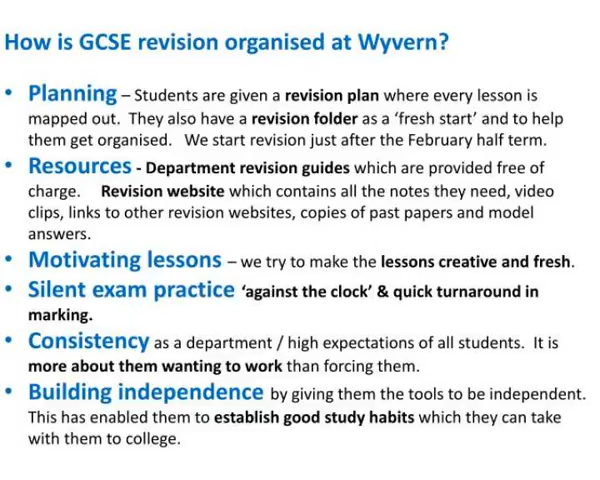 How is GCSE revision organised at Wyvern?
• Planning – Students are given a revision plan where every lesson is
mapped out. They also have a revision folder as a ‘fresh start’ and to help
them get organised. We start revision just after the February half term.
• Resources - Department revision guides which are provided free of
charge. Revision website which contains all the notes they need, video
clips, links to other revision websites, copies of past papers and model
answers.
• Motivating lessons – we try to make the lessons creative and fresh.
• Silent exam practice ‘against the clock’ & quick turnaround in
marking.
• Consistency as a department / high expectations of all students. It is
more about them wanting to work than forcing them.
• Building independence by giving them the tools to be independent.
This has enabled them to establish good study habits which they can take
with them to college.